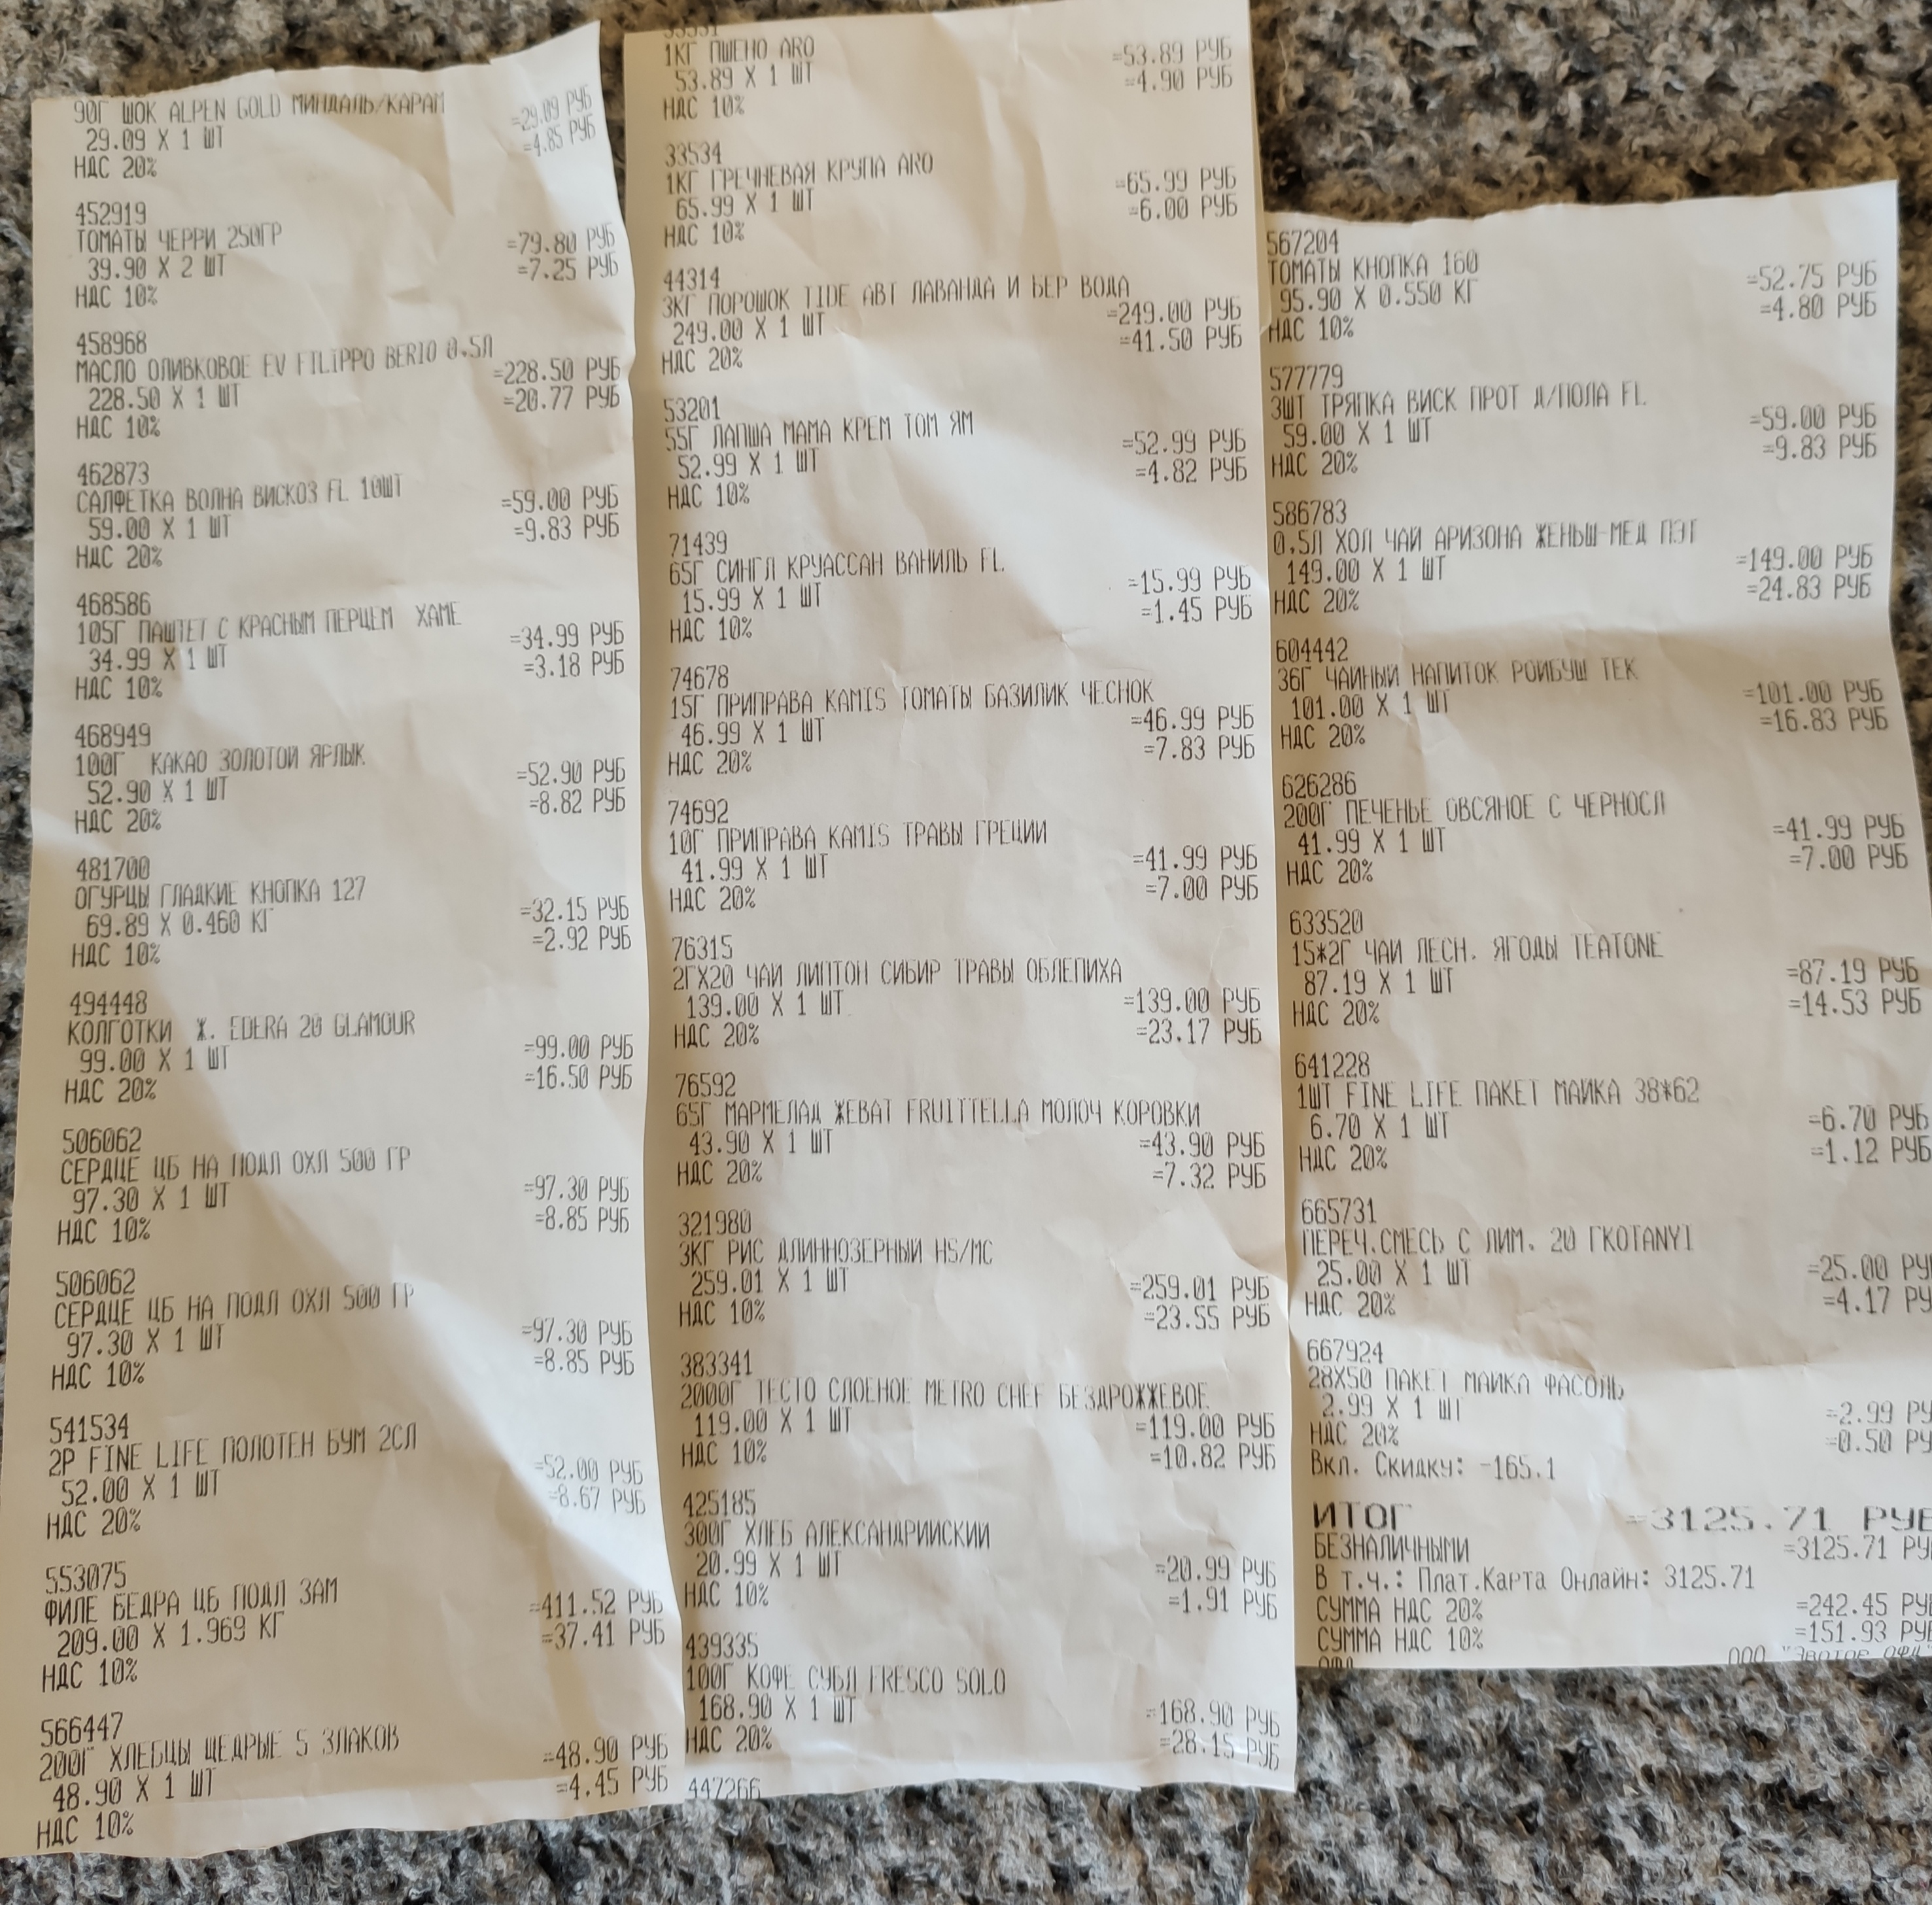 90Г ШОК ALPEN GOLD МИНДАЛЬ/КАРАМ
29.09 X 1 ШТ =29.09 РУБ
НДС 20% =4.85 РУБ
452919
ТОМАТЫ ЧЕРРИ 250ГР
39.90 X 2 ШТ =79.80 РУБ
НДС 10% =7.25 РУБ
458968
МАСЛО ОЛИВКОВОЕ EV FILIPPO BERIO 0.5Л
228.50 X 1 ШТ =228.50 РУБ
НДС 10% =20.77 РУБ
462873
САЛФЕТКА ВОЛНА ВИСКОЗ FL 10ШТ
59.00 X 1 ШТ =59.00 РУБ
НДС 20% =9.83 РУБ
468586
105Г ПАШТЕТ С КРАСНЫМ ПЕРЦЕМ ХАМЕ
34.99 X 1 ШТ =34.99 РУБ
НДС 10% =3.18 РУБ
468949
100Г КАКАО ЗОЛОТОЙ ЯРЛЫК
52.90 X 1 ШТ =52.90 РУБ
НДС 20% =8.82 РУБ
481700
ОГУРЦЫ ГЛАДКИЕ КНОПКА 127
69.89 X 0.460 КГ =32.15 РУБ
НДС 10% =2.92 РУБ
494448
КОЛГОТКИ Ж. EDERA 20 GLAMOUR
99.00 X 1 ШТ =99.00 РУБ
НДС 20% =16.50 РУБ
506062
СЕРДЦЕ ЦБ НА ПОДЛ ОХЛ 500 ГР
97.30 X 1 ШТ =97.30 РУБ
НДС 10% =8.85 РУБ
506062
СЕРДЦЕ ЦБ НА ПОДЛ ОХЛ 500 ГР
97.30 X 1 ШТ =97.30 РУБ
НДС 10% =8.85 РУБ
541534
2Р FINE LIFE ПОЛОТЕН БУМ 2СЛ
52.00 X 1 ШТ =52.00 РУБ
НДС 20% =8.67 РУБ
553075
ФИЛЕ БЕДРА ЦБ ПОДЛ ЗАМ
209.00 X 1.969 КГ =411.52 РУБ
НДС 10% =37.41 РУБ
566447
200Г ХЛЕБЦЫ ЩЕДРЫЕ 5 ЗЛАКОВ
48.90 X 1 ШТ =48.90 РУБ
НДС 10% =4.45 РУБ
1КГ ПШЕНО ARO
53.89 X 1 ШТ =53.89 РУБ
НДС 10% =4.90 РУБ
33534
1КГ ГРЕЧНЕВАЯ КРУПА ARO
65.99 X 1 ШТ =65.99 РУБ
НДС 10% =6.00 РУБ
44314
3КГ ПОРОШОК TIDE АВТ ЛАВАНДА И БЕР ВОДА
249.00 X 1 ШТ =249.00 РУБ
НДС 20% =41.50 РУБ
53201
55Г ЛАПША МАМА КРЕМ ТОМ ЯМ
52.99 X 1 ШТ =52.99 РУБ
НДС 10% =4.82 РУБ
71439
65Г СИНГЛ КРУАССАН ВАНИЛЬ FL
15.99 X 1 ШТ =15.99 РУБ
НДС 10% =1.45 РУБ
74678
15Г ПРИПРАВА KAMIS ТОМАТЫ БАЗИЛИК ЧЕСНОК
46.99 X 1 ШТ =46.99 РУБ
НДС 20% =7.83 РУБ
74692
10Г ПРИПРАВА KAMIS ТРАВЫ ГРЕЦИИ
41.99 X 1 ШТ =41.99 РУБ
НДС 20% =7.00 РУБ
76315
2ГХ20 ЧАЙ ЛИПТОН СИБИР ТРАВЫ ОБЛЕПИХА
139.00 X 1 ШТ =139.00 РУБ
НДС 20% =23.17 РУБ
76592
65Г МАРМЕЛАД ЖЕВАТ FRUITTELLA МОЛОЧ КОРОВКИ
43.90 X 1 ШТ =43.90 РУБ
НДС 20% =7.32 РУБ
321980
3КГ РИС ДЛИННОЗЕРНЫЙ HS/MC
259.01 X 1 ШТ =259.01 РУБ
НДС 10% =23.55 РУБ
383341
2000Г ТЕСТО СЛОЕНОЕ METRO CHEF БЕЗДРОЖЖЕВОЕ
119.00 X 1 ШТ =119.00 РУБ
НДС 10% =10.82 РУБ
425185
300Г ХЛЕБ АЛЕКСАНДРИЙСКИЙ
20.99 X 1 ШТ =20.99 РУБ
НДС 10% =1.91 РУБ
439335
100Г КОФЕ СУБЛ FRESCO SOLO
168.90 X 1 ШТ =168.90 РУБ
НДС 20% =28.15 РУБ
447266
567204
ТОМАТЫ КНОПКА 160
95.90 X 0.550 КГ =52.75 РУБ
НДС 10% =4.80 РУБ
577779
3ШТ ТРЯПКА ВИСК ПРОТ Д/ПОЛА FL
59.00 X 1 ШТ =59.00 РУБ
НДС 20% =9.83 РУБ
586783
0.5Л ХОЛ ЧАЙ АРИЗОНА ЖЕНЬШ-МЕД ПЭТ
149.00 X 1 ШТ =149.00 РУБ
НДС 20% =24.83 РУБ
604442
36Г ЧАЙНЫЙ НАПИТОК РОЙБУШ ТЕК
101.00 X 1 ШТ =101.00 РУБ
НДС 20% =16.83 РУБ
626286
200Г ПЕЧЕНЬЕ ОВСЯНОЕ С ЧЕРНОСЛ
41.99 X 1 ШТ =41.99 РУБ
НДС 20% =7.00 РУБ
633520
15*2Г ЧАЙ ЛЕСН. ЯГОДЫ TEATONE
87.19 X 1 ШТ =87.19 РУБ
НДС 20% =14.53 РУБ
641228
1ШТ FINE LIFE ПАКЕТ МАЙКА 38*62
6.70 X 1 ШТ =6.70 РУБ
НДС 20% =1.12 РУБ
665731
ПЕРЕЧ.СМЕСЬ С ЛИМ. 20 ГKOTANYI
25.00 X 1 ШТ =25.00 РУ
НДС 20% =4.17 РУ
667924
28X50 ПАКЕТ МАЙКА ФАСОЛЬ
2.99 X 1 ШТ =2.99 РУ
НДС 20% =0.50 РУ
Вкл. Скидку: -165.1
ИТОГ =3125.71 РУБ
БЕЗНАЛИЧНЫМИ =3125.71 РУ
В т.ч.: Плат.Карта Онлайн: 3125.71
СУММА НДС 20% =242.45 РУБ
СУММА НДС 10% =151.93 РУБ
ООО